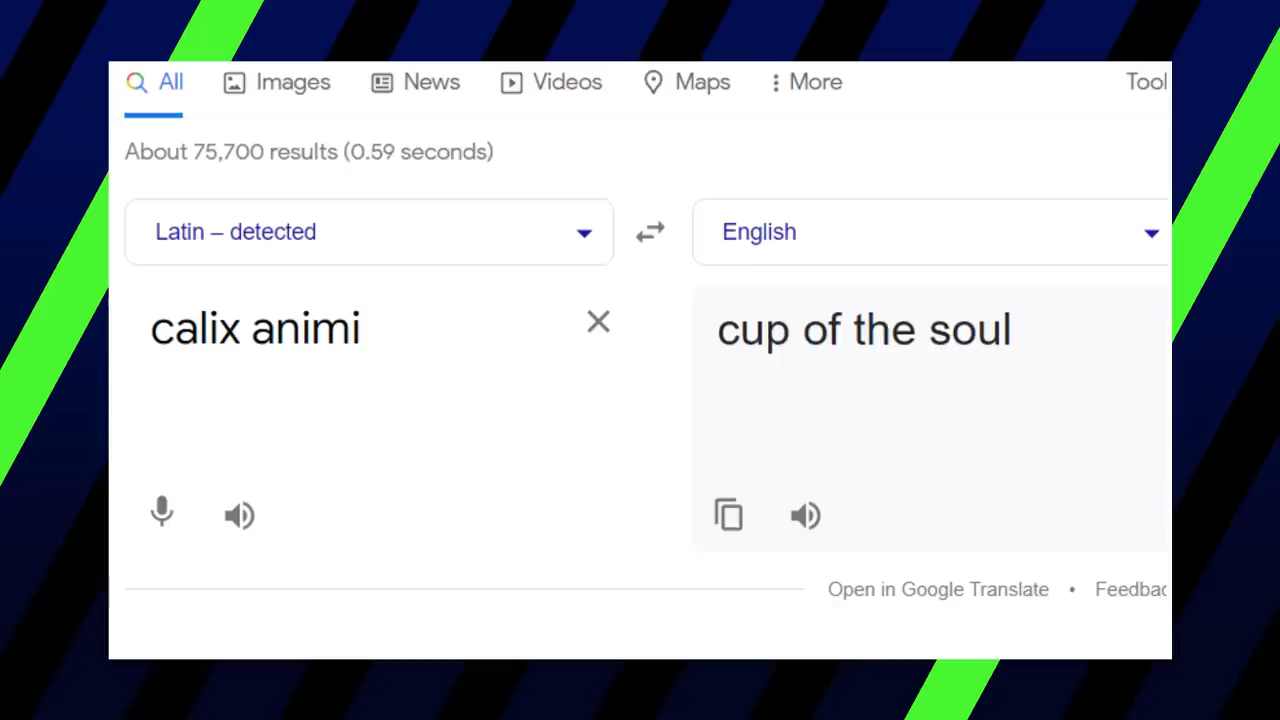 All Images News Videos Maps More Tool
About 75,700 results (0.59 seconds)
Latin – detected English
calix animi cup of the soul
Open in Google Translate • Feedbac